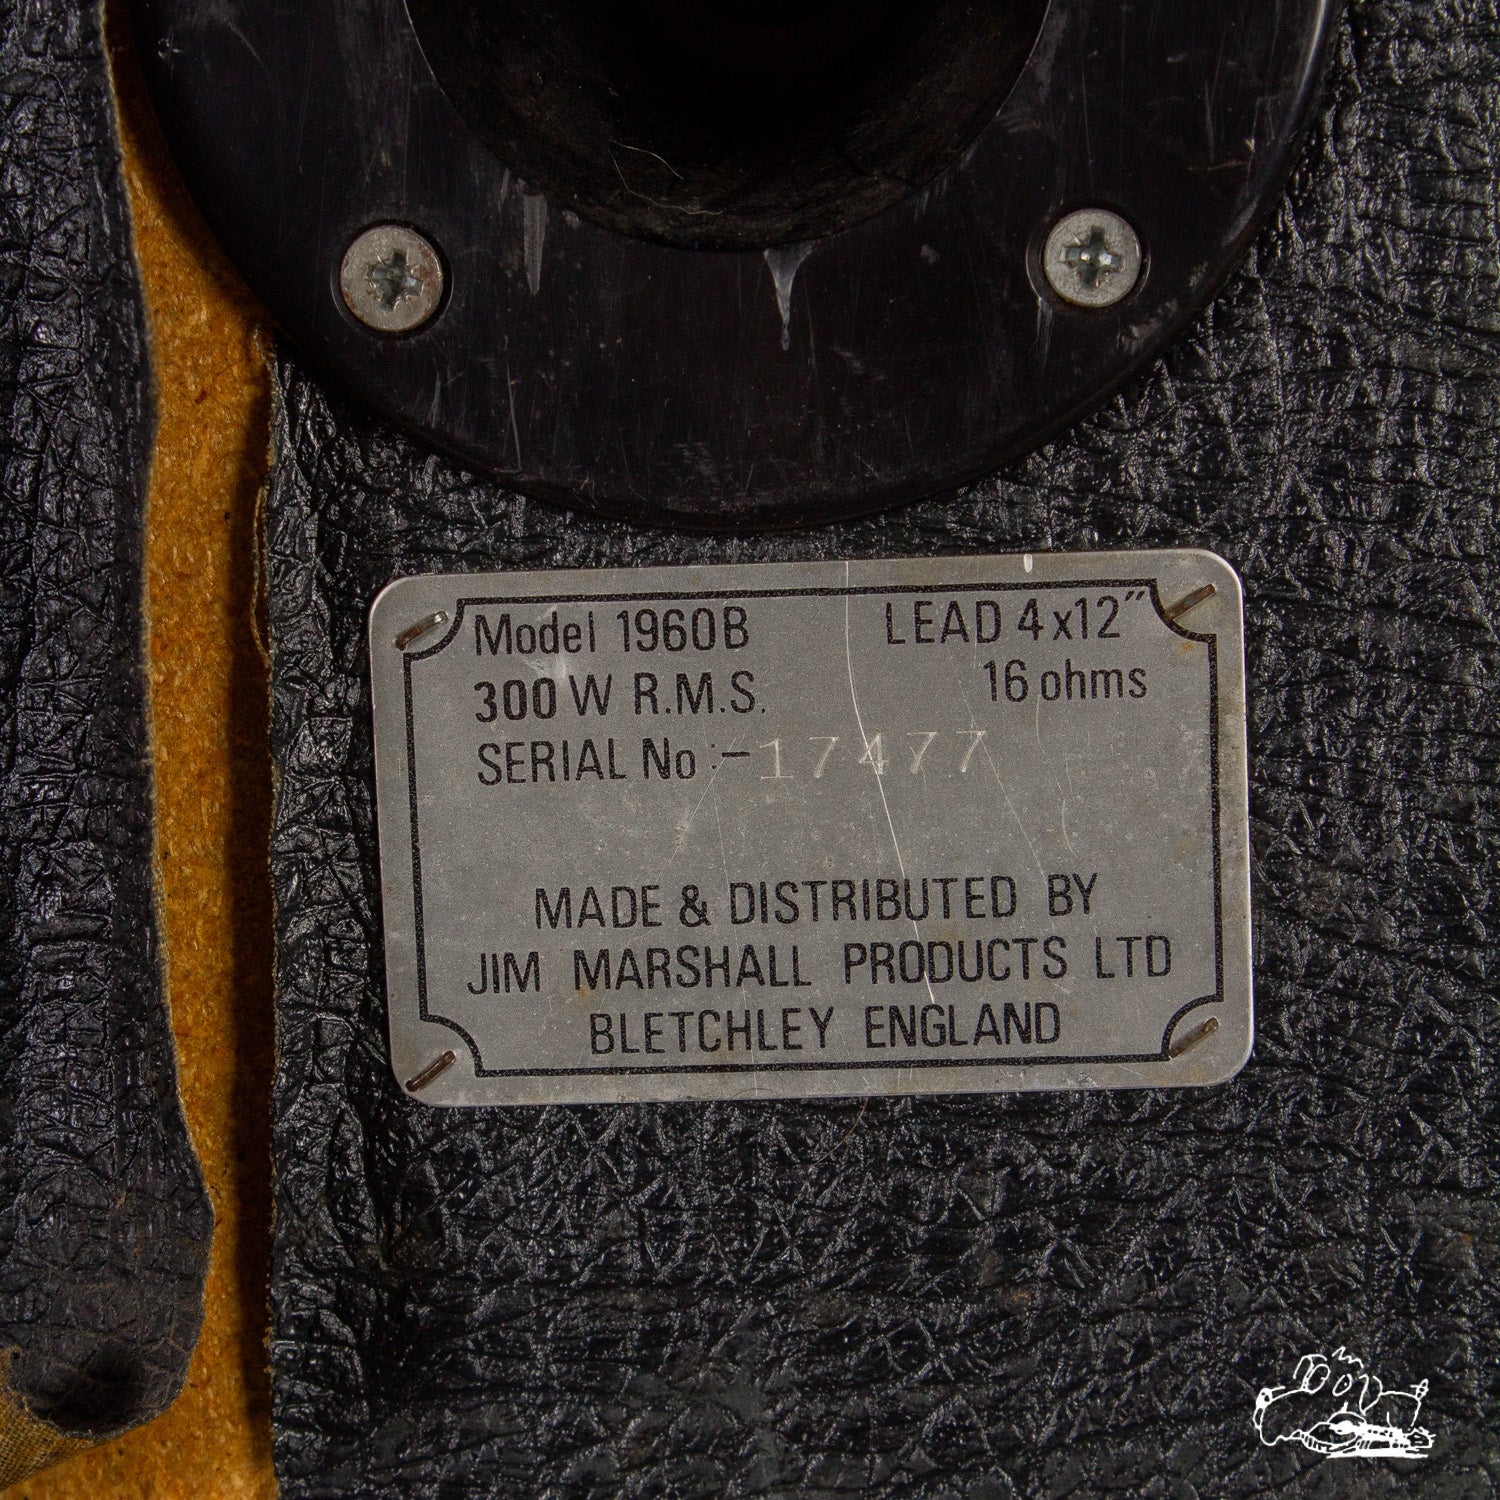 Model 1960B LEAD 4x12"
300 W R.M.S. 16 ohms
SERIAL No :- 17477
MADE & DISTRIBUTED BY
JIM MARSHALL PRODUCTS LTD
BLETCHLEY ENGLAND